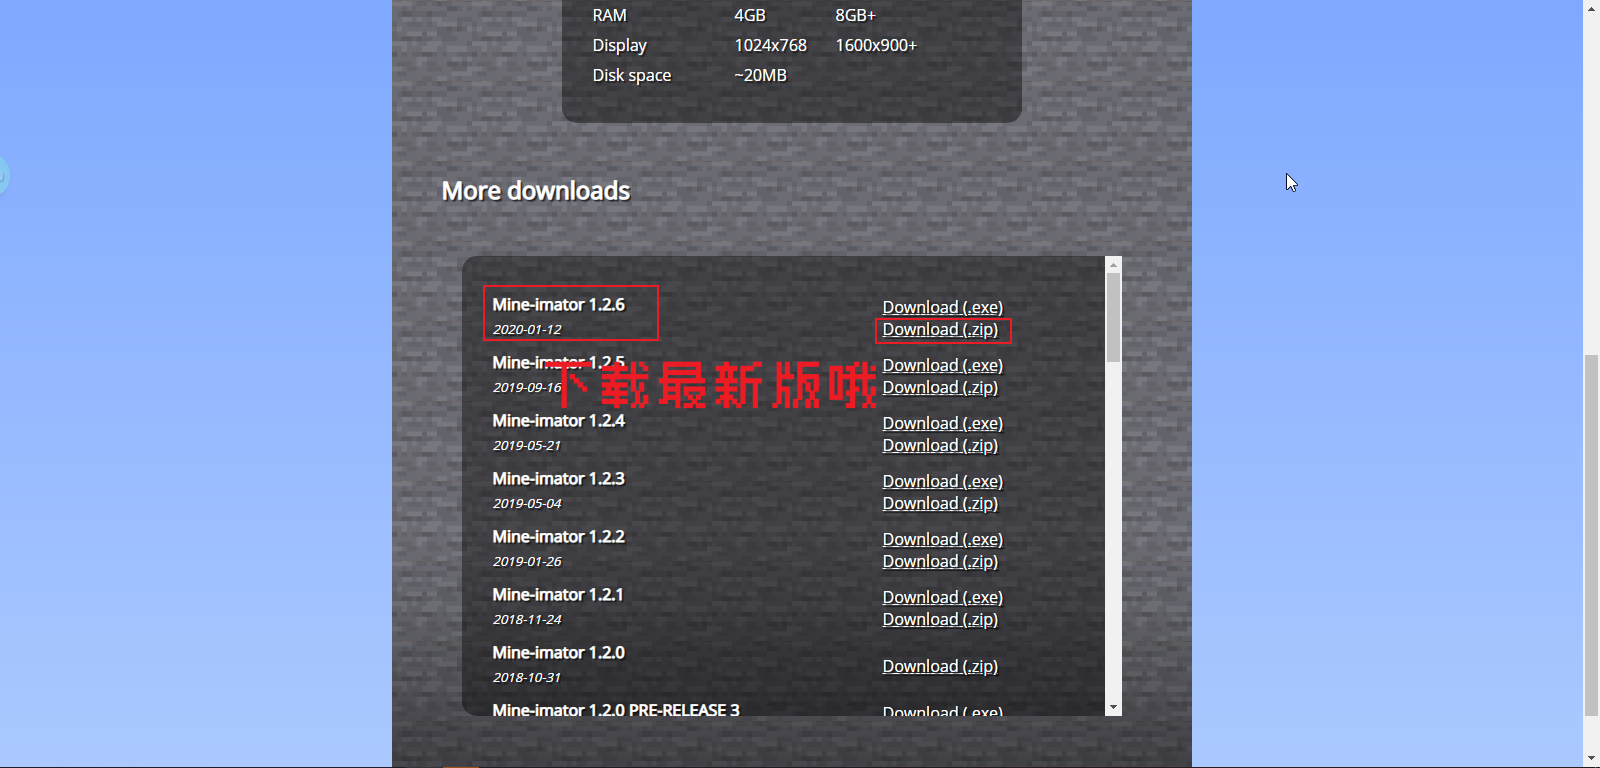 RAM 4GB 8GB+
Display 1024x768 1600x900+
Disk space ~20MB
More downloads
Mine-imator 1.2.6 Download (.exe)
2020-01-12 Download (.zip)
Mine-imator 1.2.5 Download (.exe)
下载最新版哦
2019-09-16 Download (.zip)
Mine-imator 1.2.4 Download (.exe)
2019-05-21 Download (.zip)
Mine-imator 1.2.3 Download (.exe)
2019-05-04 Download (.zip)
Mine-imator 1.2.2 Download (.exe)
2019-01-26 Download (.zip)
Mine-imator 1.2.1 Download (.exe)
2018-11-24 Download (.zip)
Mine-imator 1.2.0
Download (.zip)
2018-10-31
Mine-imator 1.2.0 PRE-RELEASE 3 Download (.exe)